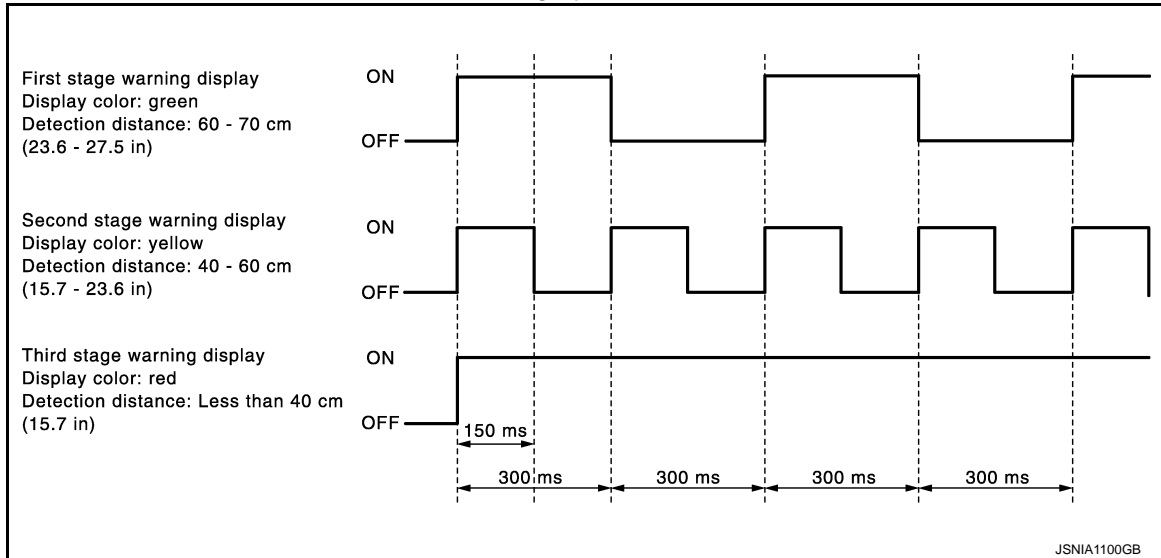 First stage warning display
Display color: green
Detection distance: 60 - 70 cm
(23.6 - 27.5 in)
ON
OFF
Second stage warning display
Display color: yellow
Detection distance: 40 - 60 cm
(15.7 - 23.6 in)
ON
OFF
Third stage warning display
Display color: red
Detection distance: Less than 40 cm
(15.7 in)
ON
OFF
150 ms
300 ms
300 ms
300 ms
300 ms
JSNIA1100GB